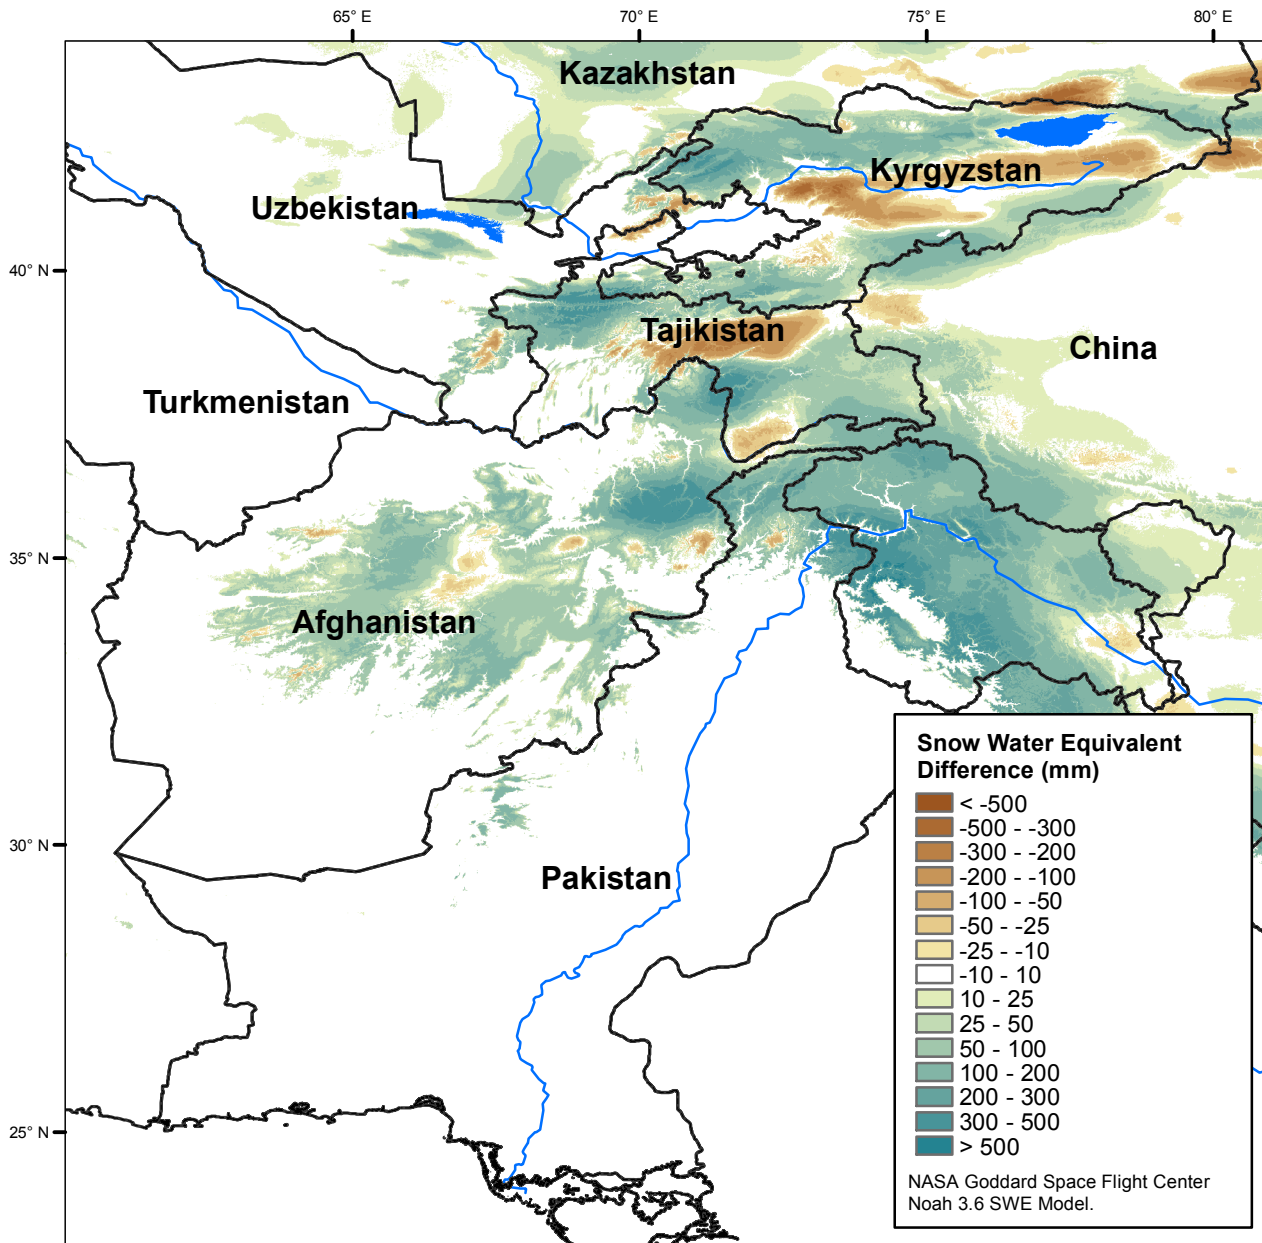 65° E
70° E
75° E
80° E
Kazakhstan
Kyrgyzstan
Uzbekistan
40° N
Tajikistan
China
Turkmenistan
35° N
Afghanistan
30° N
Pakistan
25° N
Snow Water Equivalent
Difference (mm)
< -500
-500 - -300
-300 - -200
-200 - -100
-100 - -50
-50 - -25
-25 - -10
-10 - 10
10 - 25
25 - 50
50 - 100
100 - 200
200 - 300
300 - 500
> 500
NASA Goddard Space Flight Center
Noah 3.6 SWE Model.